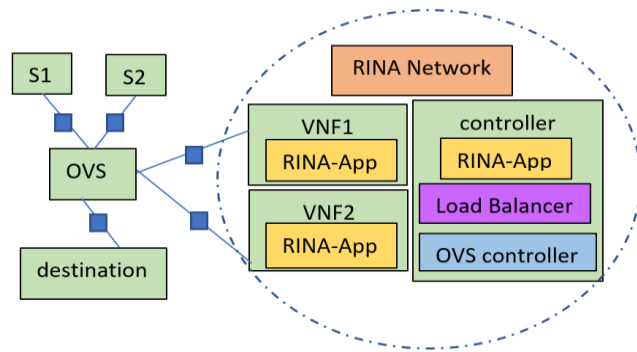 S1
S2
OVS
destination
RINA Network
VNF1
RINA-App
VNF2
RINA-App
controller
RINA-App
Load Balancer
OVS controller